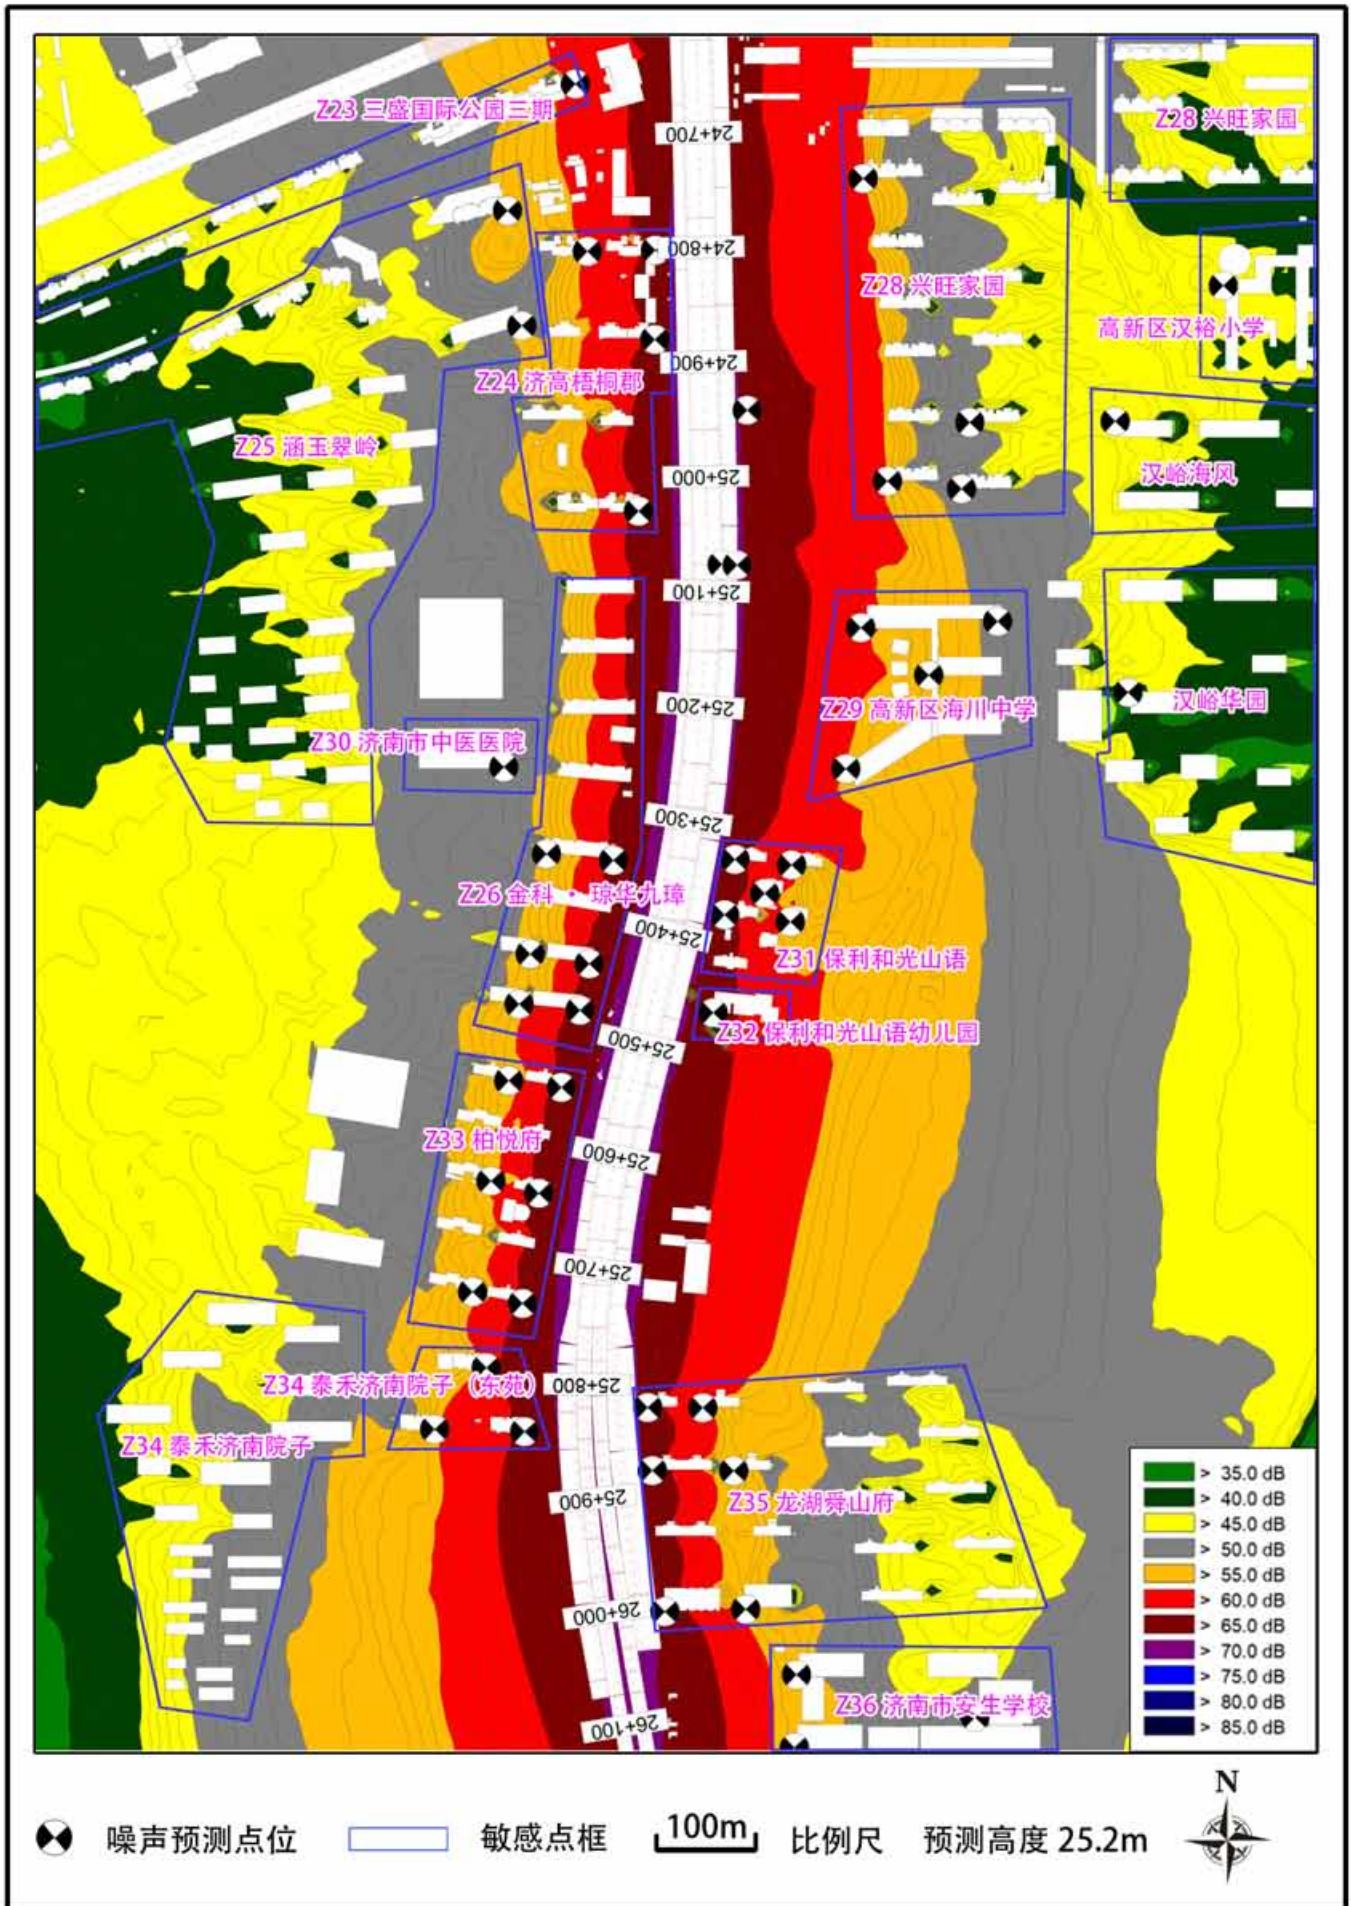 Z23 三盛国际公园三期
24+700
Z28 兴旺家园
24+800
Z28 兴旺家园
高新区汉裕小学
24+900
Z24 济高梧桐郡
Z25 涵玉翠岭
25+000
汉峪海风
25+100
25+200
Z29 高新区海川中学
汉峪华园
Z30 济南市中医医院
25+300
Z26 金科 · 琼华九璋
25+400
Z31 保利和光山语
Z32 保利和光山语幼儿园
25+500
Z33 柏悦府
25+600
25+700
Z34 泰禾济南院子（东苑）
25+800
Z34 泰禾济南院子
25+900
Z35 龙湖舜山府
26+000
Z36 济南市安生学校
26+100
> 35.0 dB
> 40.0 dB
> 45.0 dB
> 50.0 dB
> 55.0 dB
> 60.0 dB
> 65.0 dB
> 70.0 dB
> 75.0 dB
> 80.0 dB
> 85.0 dB
N
噪声预测点位 敏感点框 100m 比例尺 预测高度 25.2m